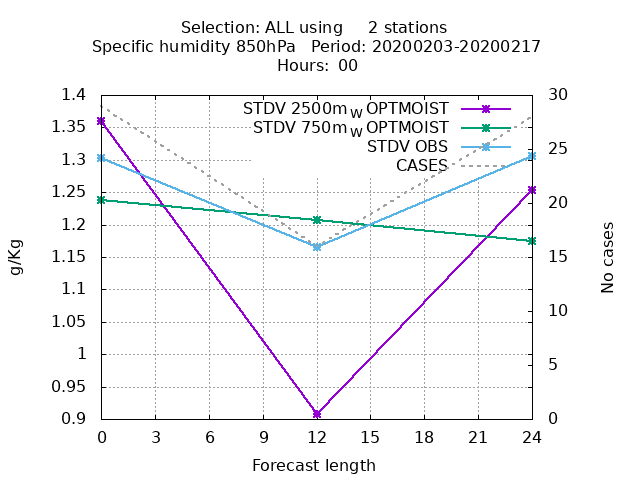 Selection: ALL using 2 stations
Specific humidity 850hPa Period: 20200203-20200217
Hours: 00
STDV 2500m_W OPTMOIST
STDV 750m_W OPTMOIST
STDV OBS
CASES
1.4
1.35
1.3
1.25
1.2
1.15
1.1
1.05
1
0.95
0.9
g/Kg
30
25
20
15
10
5
0
No cases
0 3 6 9 12 15 18 21 24
Forecast length